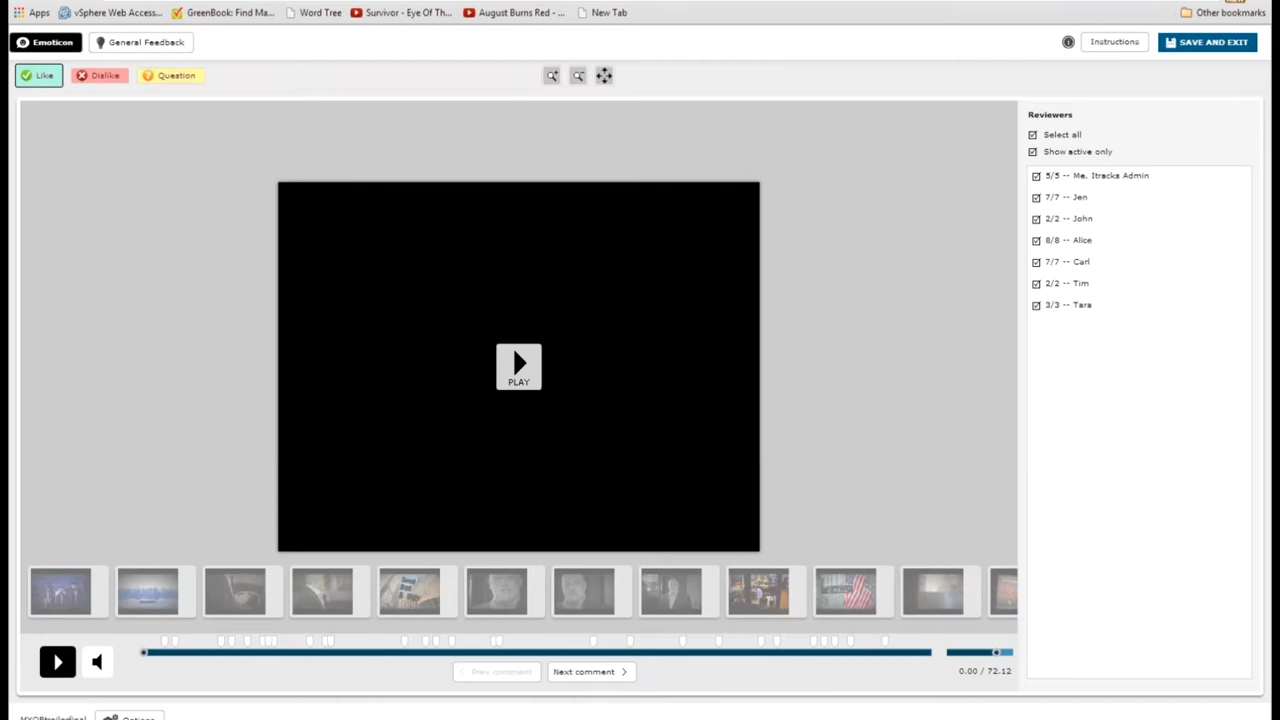 Apps vSphere Web Access... GreenBook: Find Ma... Word Tree Survivor - Eye Of Th... August Burns Red - ... New Tab Other bookmarks
Emoticon General Feedback Instructions SAVE AND EXIT
Like Dislike Question
Reviewers
Select all
Show active only
5/5 -- Me, Itracks Admin
7/7 -- Jen
2/2 -- John
8/8 -- Alice
7/7 -- Carl
2/2 -- Tim
3/3 -- Tara
PLAY
Prev comment Next comment 0.00 / 72.12
Options